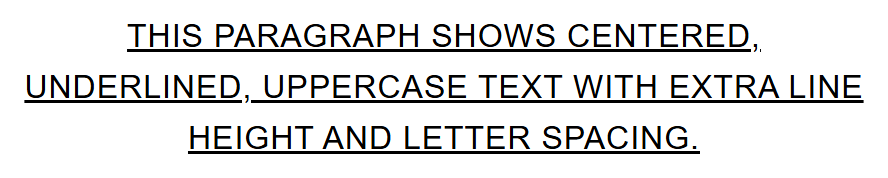 THIS PARAGRAPH SHOWS CENTERED,
UNDERLINED, UPPERCASE TEXT WITH EXTRA LINE
HEIGHT AND LETTER SPACING.